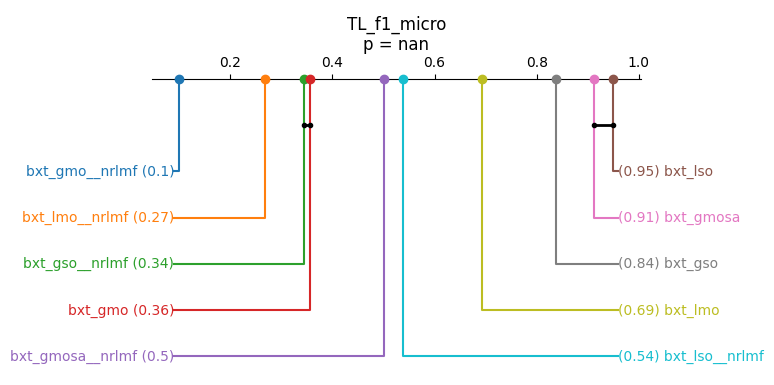 TL_f1_micro
p = nan
0.2 0.4 0.6 0.8 1.0
bxt_gmo__nrlmf (0.1) (0.95) bxt_lso
bxt_lmo__nrlmf (0.27) (0.91) bxt_gmosa
bxt_gso__nrlmf (0.34) (0.84) bxt_gso
bxt_gmo (0.36) (0.69) bxt_lmo
bxt_gmosa__nrlmf (0.5) (0.54) bxt_lso__nrlmf